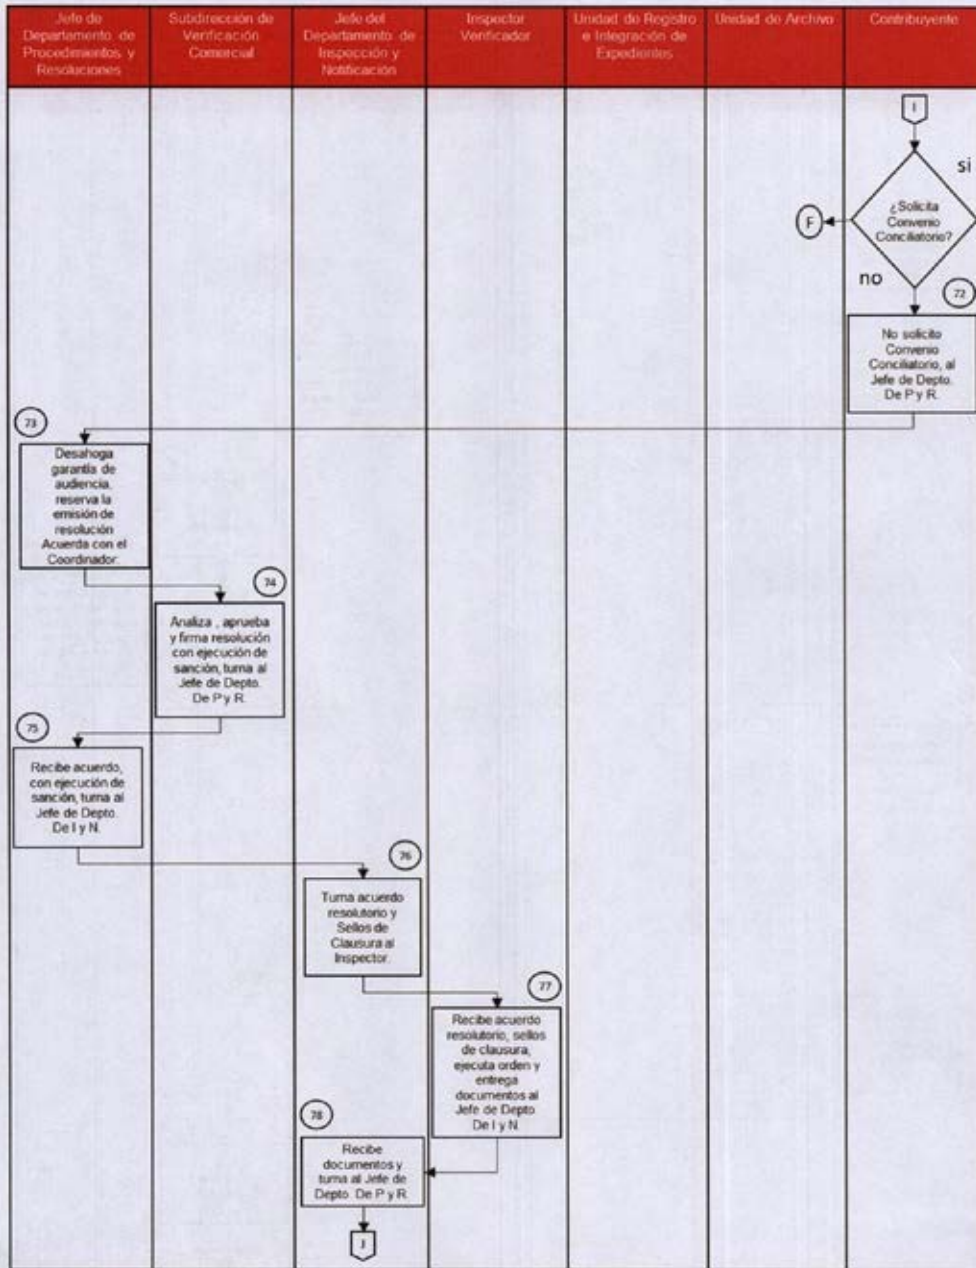 Jefe de
Departamento de
Procedimientos y
Resoluciones
Subdirección de
Verificación
Comercial
Jefe del
Departamento de
Inspección y
Notificación
Inspector
Verificador
Unidad de Registro
e Integración de
Expedientes
Unidad de Archivo
Contribuyente
I
si
¿Solicita
Convenio
Conciliatorio?
F
no
72
No solicito
Convenio
Conciliatorio, al
Jefe de Depto.
De P y R.
73
Desahoga
garantía de
audiencia,
reserva la
emisión de
resolución
Acuerda con el
Coordinador.
74
Analiza , aprueba
y firma resolución
con ejecución de
sanción, turna al
Jefe de Depto.
De P y R.
75
Recibe acuerdo,
con ejecución de
sanción, turna al
Jefe de Depto.
De I y N.
76
Turna acuerdo
resolutorio y
Sellos de
Clausura al
Inspector.
77
Recibe acuerdo
resolutorio, sellos
de clausura,
ejecuta orden y
entrega
documentos al
Jefe de Depto
De I y N.
78
Recibe
documentos y
turna al Jefe de
Depto. De P y R.
J